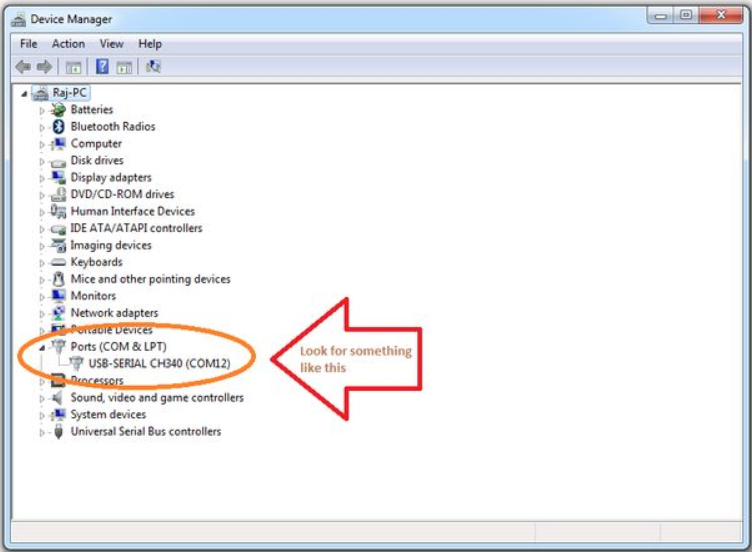 Device Manager
File Action View Help
Raj-PC
Batteries
Bluetooth Radios
Computer
Disk drives
Display adapters
DVD/CD-ROM drives
Human Interface Devices
IDE ATA/ATAPI controllers
Imaging devices
Keyboards
Mice and other pointing devices
Monitors
Network adapters
Portable Devices
Ports (COM & LPT)
USB-SERIAL CH340 (COM12)
Processors
Sound, video and game controllers
System devices
Universal Serial Bus controllers
Look for something
like this